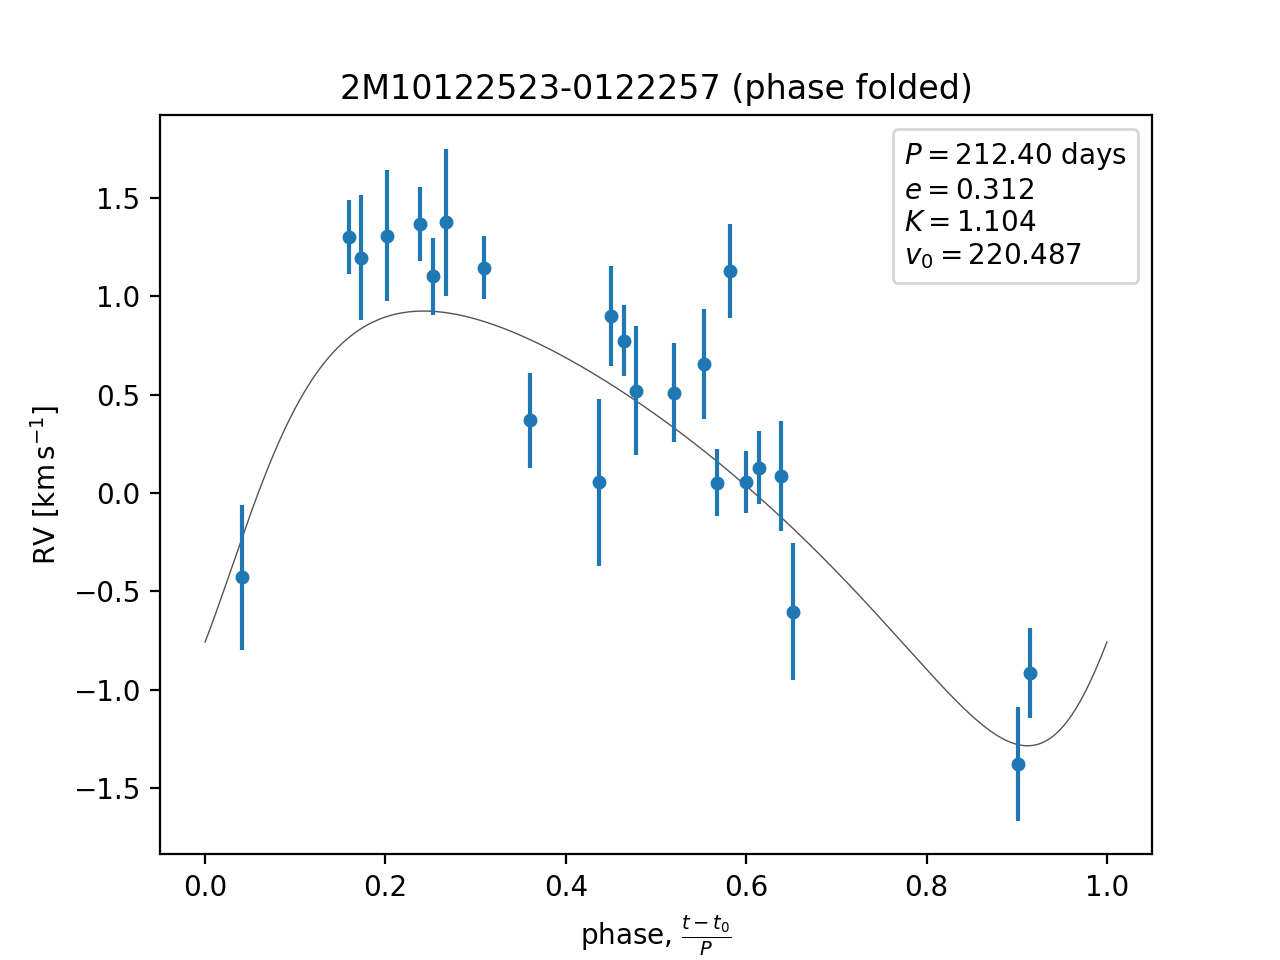 2M10122523-0122257 (phase folded)
P = 212.40 days
e = 0.312
K = 1.104
v₀ = 220.487
1.5
1.0
0.5
0.0
−0.5
−1.0
−1.5
RV [km s⁻¹]
0.0 0.2 0.4 0.6 0.8 1.0
phase, (t − t₀)/P